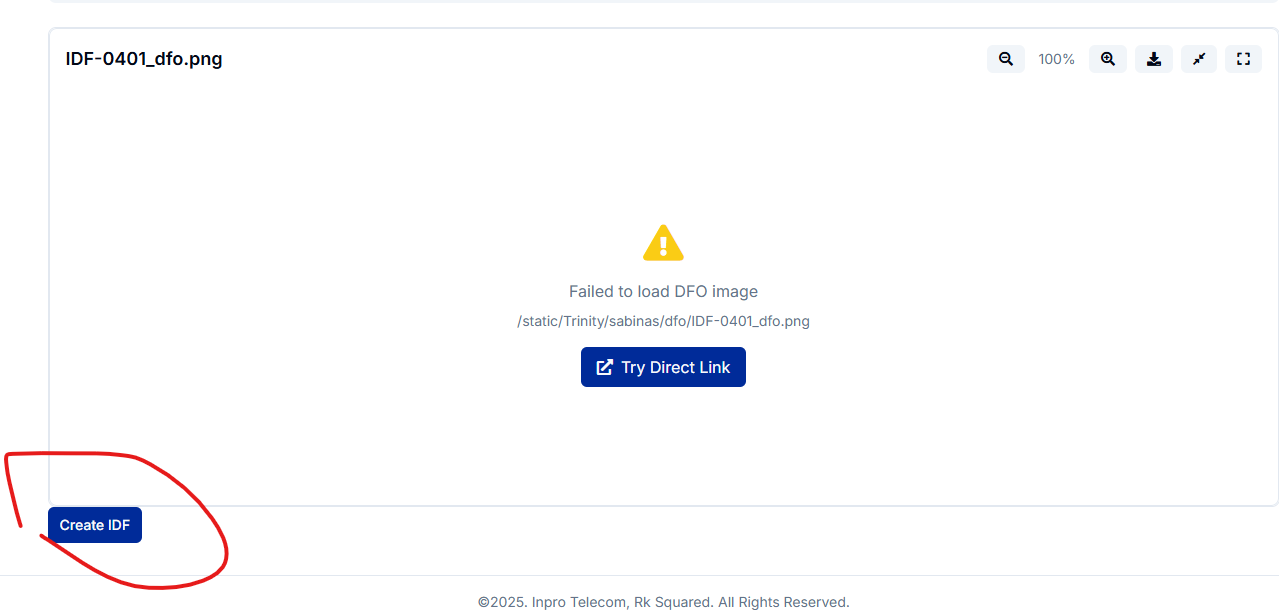 IDF-0401_dfo.png
100%
Failed to load DFO image
/static/Trinity/sabinas/dfo/IDF-0401_dfo.png
Try Direct Link
Create IDF
©2025. Inpro Telecom, Rk Squared. All Rights Reserved.